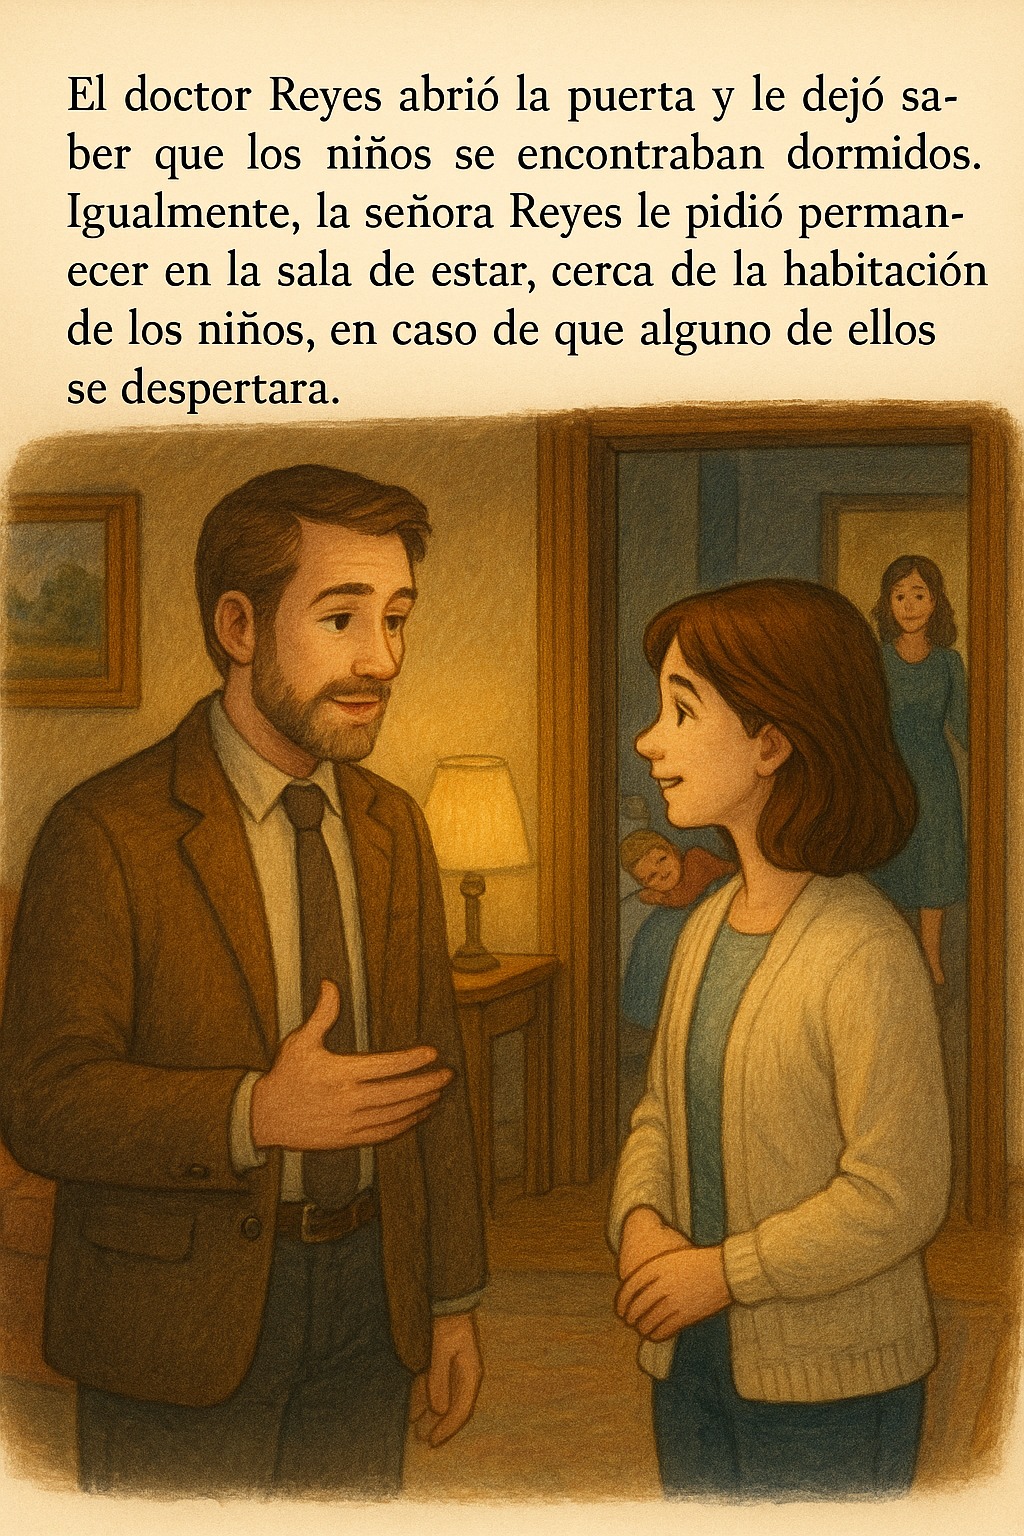 El doctor Reyes abrió la puerta y le dejó sa-
ber que los niños se encontraban dormidos.
Igualmente, la señora Reyes le pidió perman-
ecer en la sala de estar, cerca de la habitación
de los niños, en caso de que alguno de ellos
se despertara.